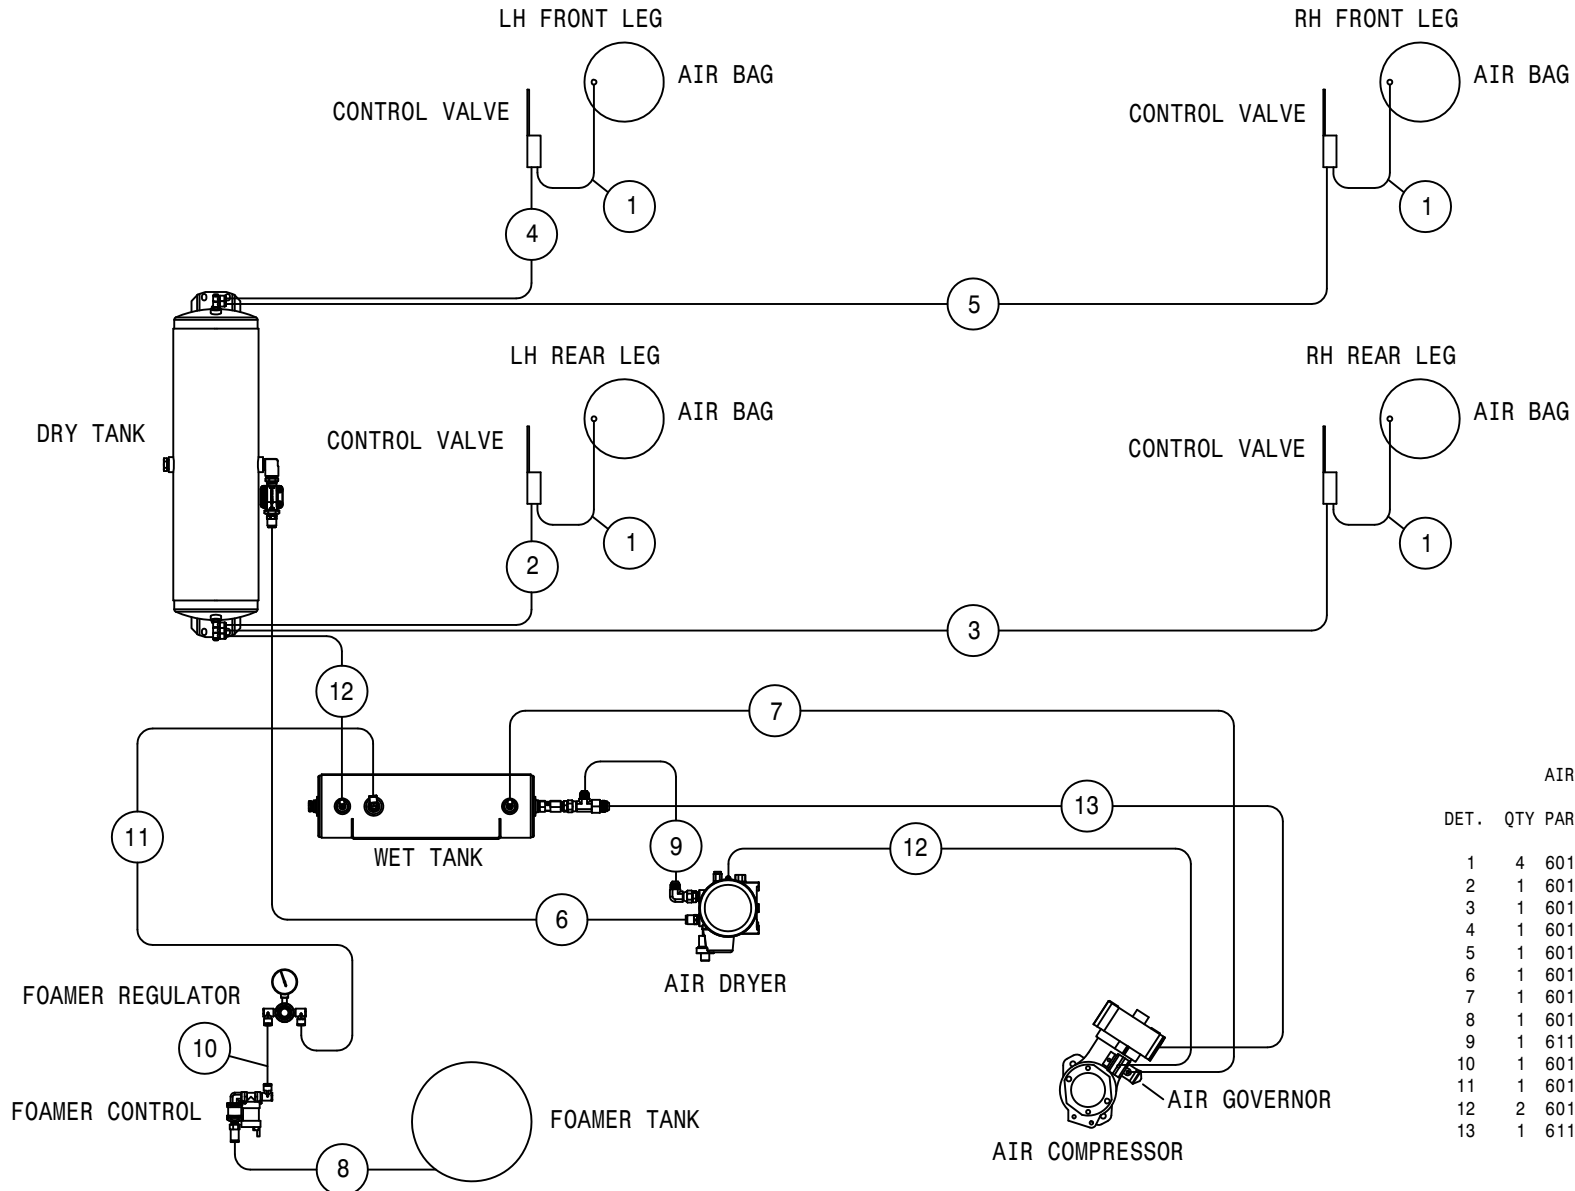 LH FRONT LEG
RH FRONT LEG
AIR BAG
AIR BAG
CONTROL VALVE
CONTROL VALVE
1
1
4
5
LH REAR LEG
RH REAR LEG
AIR BAG
AIR BAG
DRY TANK
CONTROL VALVE
CONTROL VALVE
1
1
2
3
12
7
13
11
WET TANK
9
12
6
AIR DRYER
FOAMER REGULATOR
10
FOAMER CONTROL
FOAMER TANK
AIR GOVERNOR
AIR COMPRESSOR
8
AIR
DET. QTY PAR
1 4 601
2 1 601
3 1 601
4 1 601
5 1 601
6 1 601
7 1 601
8 1 601
9 1 611
10 1 601
11 1 601
12 2 601
13 1 611